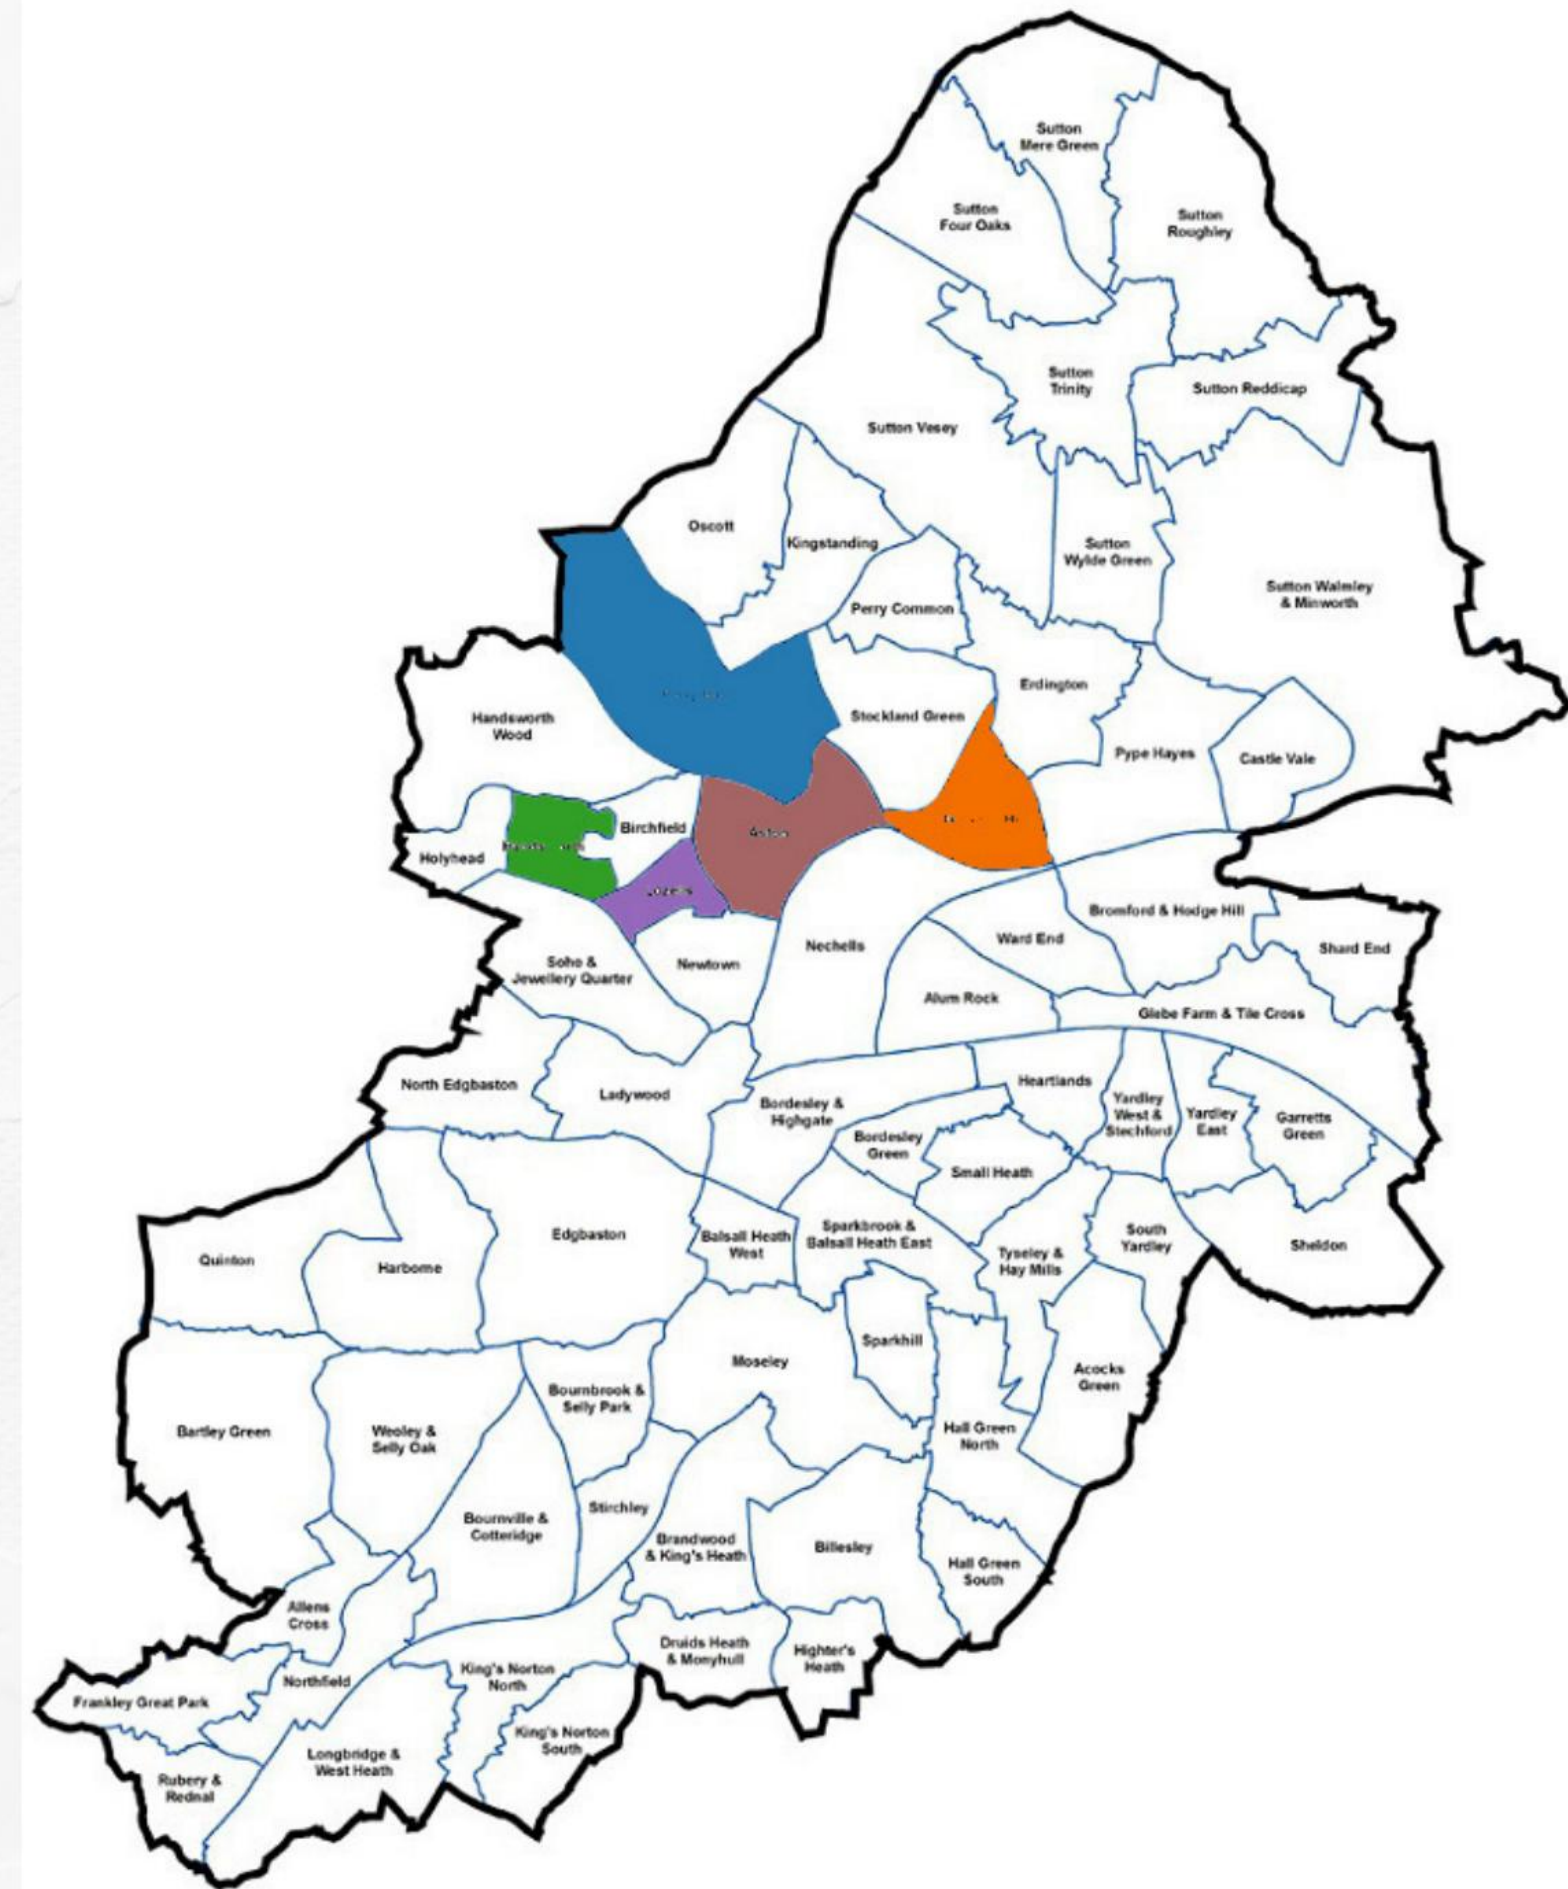 Sutton
Mere Green
Sutton
Four Oaks
Sutton
Roughley
Sutton
Trinity
Sutton Reddicap
Sutton Vesey
Oscott
Kingstanding
Sutton
Wylde Green
Sutton Walmley
& Minworth
Perry Common
Erdington
Handsworth
Wood
Stockland Green
Pype Hayes
Castle Vale
Birchfield
Aston
Holyhead
Lozells
Bromford & Hodge Hill
Ward End
Shard End
Nechells
Newtown
Soho &
Jewellery Quarter
Alum Rock
Glebe Farm & Tile Cross
North Edgbaston
Ladywood
Heartlands
Bordesley &
Highgate
Yardley
West &
Stechford
Yardley
East
Garretts
Green
Bordesley
Green
Small Heath
Edgbaston
Balsall Heath
West
Sparkbrook &
Balsall Heath East
South
Yardley
Tyseley &
Hay Mills
Sheldon
Quinton
Harborne
Sparkhill
Moseley
Acocks
Green
Bournbrook &
Selly Park
Bartley Green
Weoley &
Selly Oak
Hall Green
North
Stirchley
Bournville &
Cotteridge
Brandwood
& King's Heath
Billesley
Hall Green
South
Allens
Cross
Druids Heath
& Monyhull
Highter's
Heath
Northfield
King's Norton
North
Frankley Great Park
King's Norton
South
Longbridge &
West Heath
Rubery &
Rednal